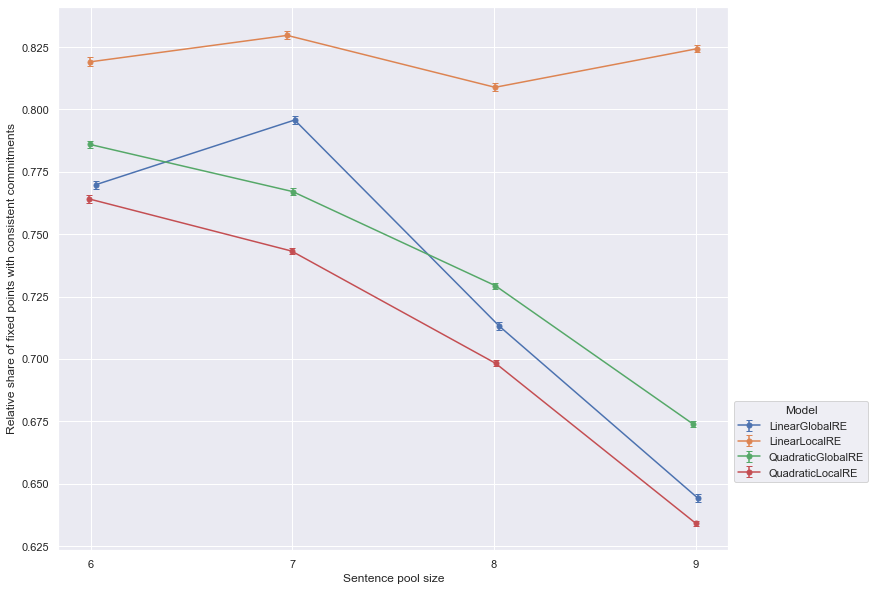 Relative share of fixed points with consistent commitments
0.825
0.800
0.775
0.750
0.725
0.700
0.675
0.650
0.625
6
7
8
9
Sentence pool size
Model
LinearGlobalRE
LinearLocalRE
QuadraticGlobalRE
QuadraticLocalRE